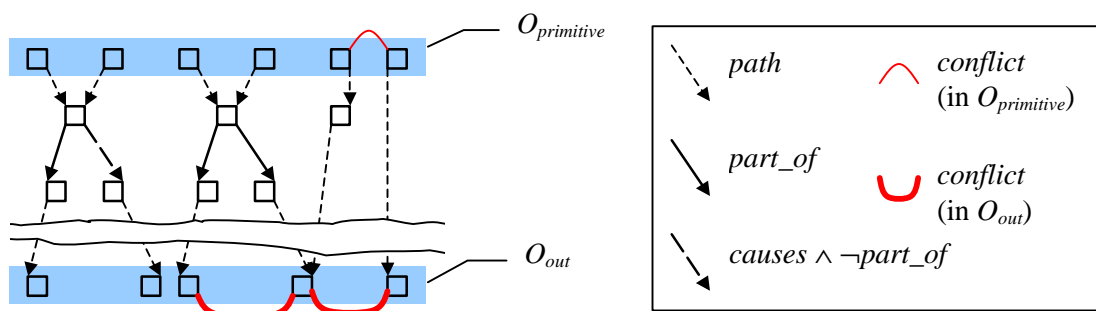 O_primitive
O_out
path
conflict
(in O_primitive)
part_of
conflict
(in O_out)
causes ∧ ¬part_of